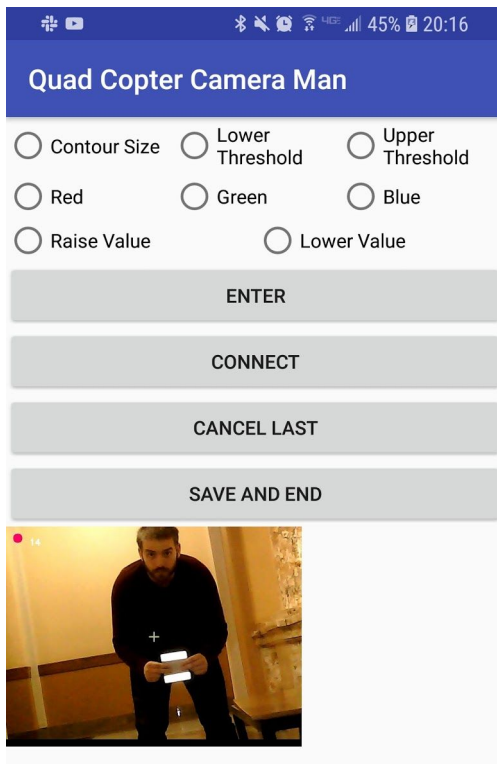 4GE 45% 20:16
Quad Copter Camera Man
Contour Size Lower Threshold Upper Threshold
Red Green Blue
Raise Value Lower Value
ENTER
CONNECT
CANCEL LAST
SAVE AND END
14